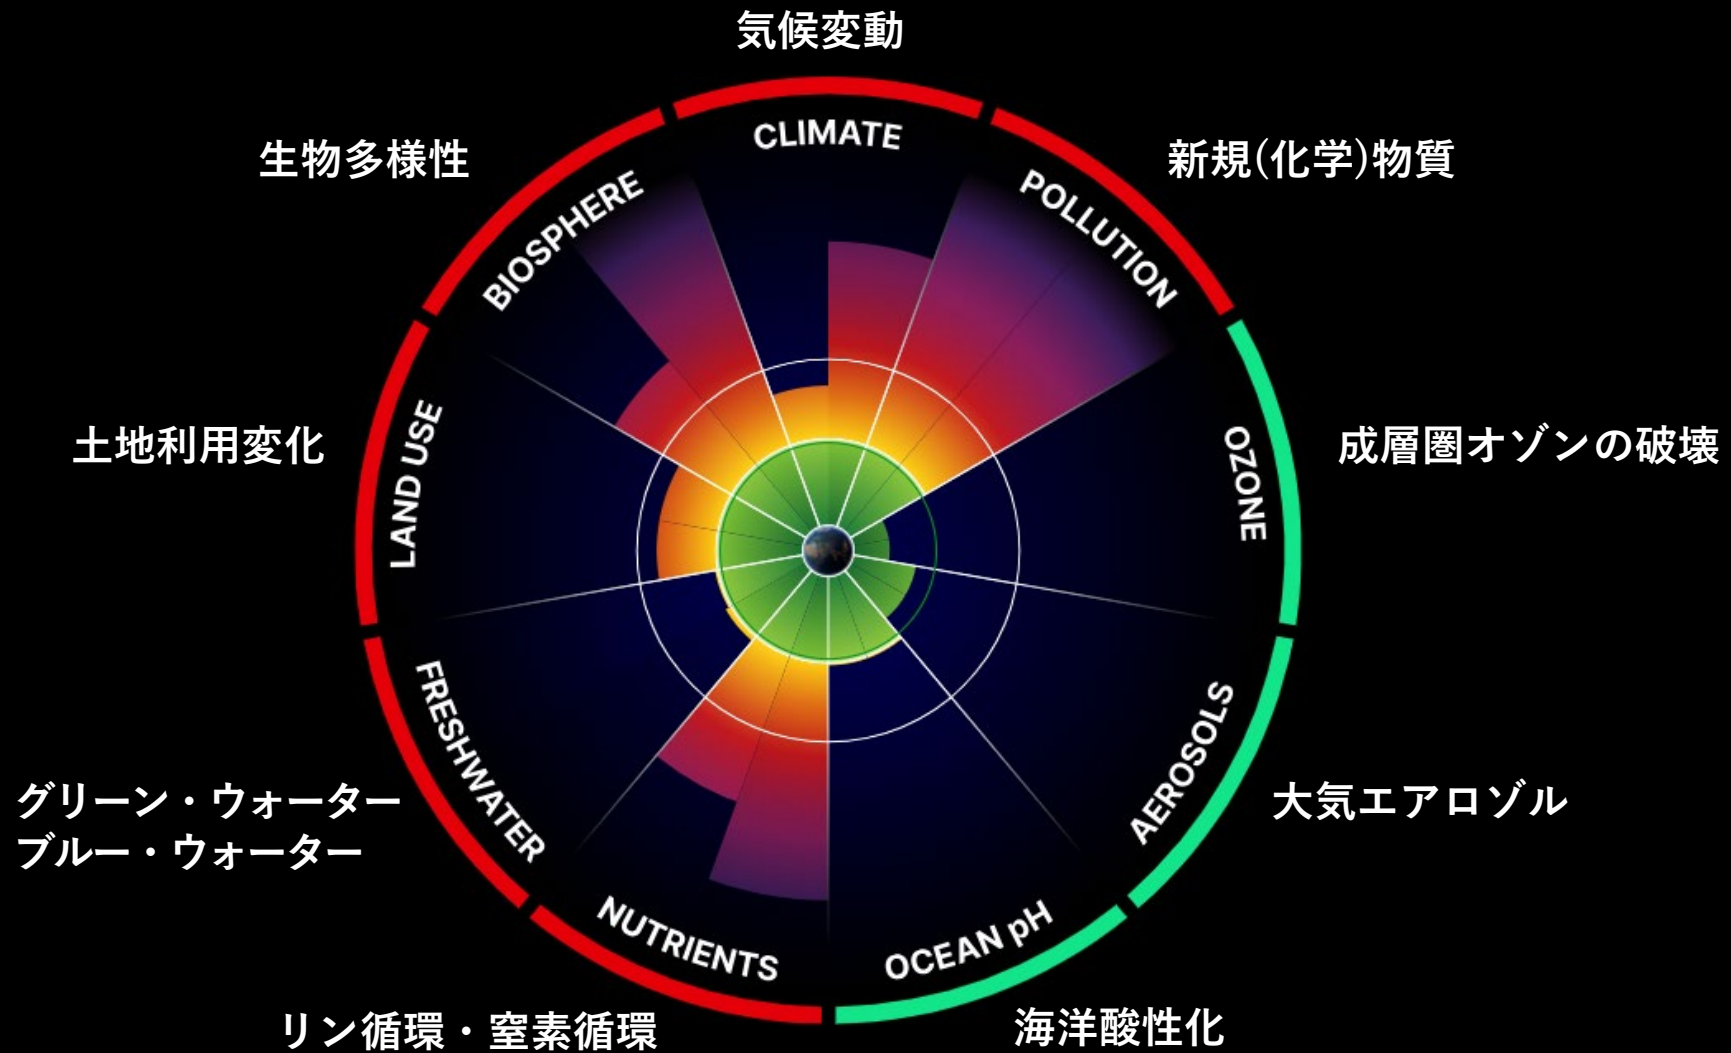 気候変動
CLIMATE
生物多様性
BIOSPHERE
新規(化学)物質
POLLUTION
土地利用変化
LAND USE
成層圏オゾンの破壊
OZONE
グリーン・ウォーター
ブルー・ウォーター
FRESHWATER
大気エアロゾル
AEROSOLS
リン循環・窒素循環
NUTRIENTS
海洋酸性化
OCEAN pH